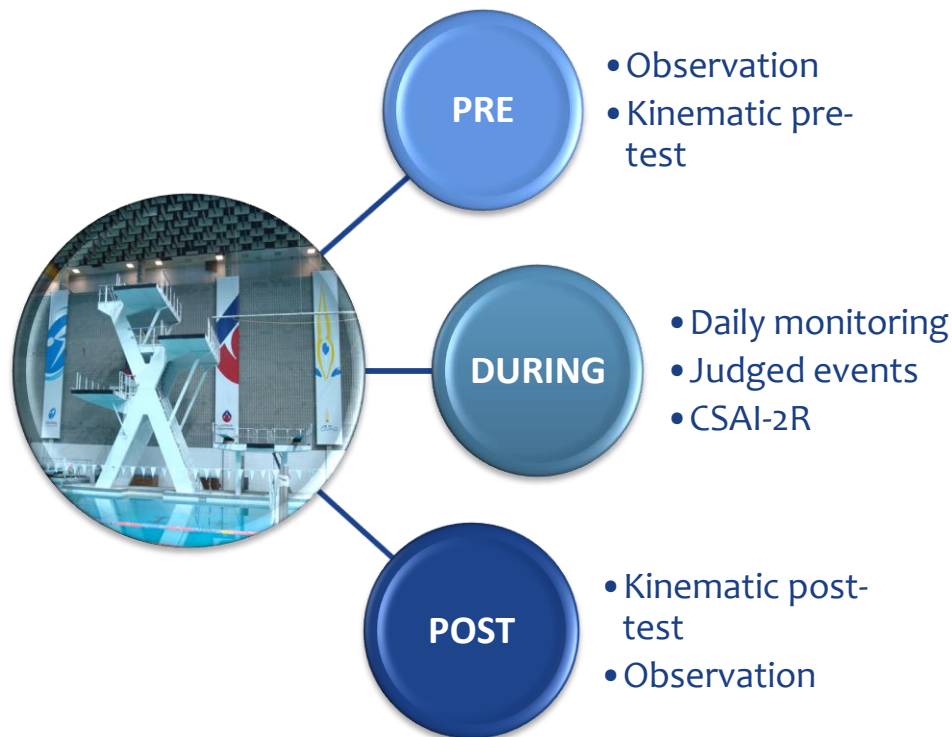 PRE
• Observation
• Kinematic pre-
test
DURING
• Daily monitoring
• Judged events
• CSAI-2R
POST
• Kinematic post-
test
• Observation